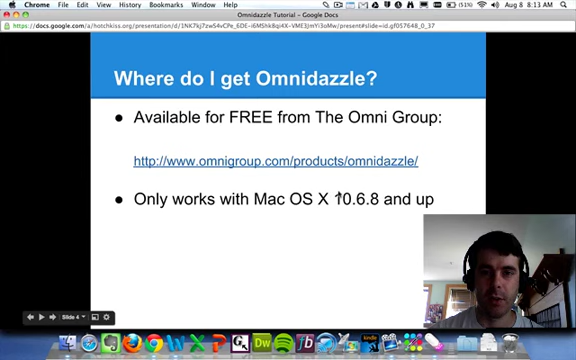 Chrome File Edit View History Bookmarks Window Help
(51%) Aug 8 8:13 AM
Omnidazzle Tutorial – Google Docs
Where do I get Omnidazzle?
● Available for FREE from The Omni Group:
http://www.omnigroup.com/products/omnidazzle/
● Only works with Mac OS X 10.6.8 and up
Slide 4